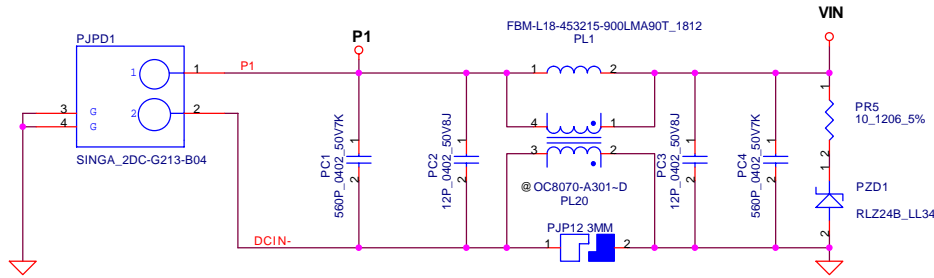 VIN
FBM-L18-453215-900LMA90T_1812
PL1
P1
PJPD1
1
1
P1
1
2
1
PR5
10_1206_5%
2
2
4
1
3
G
4
G
3
2
PC1
560P_0402_50V7K
1
2
PC2
12P_0402_50V8J
1
2
PC3
12P_0402_50V8J
1
2
PC4
560P_0402_50V7K
1
2
2
1
SINGA_2DC-G213-B04
@ OC8070-A301~D
PL20
PZD1
RLZ24B_LL34
DCIN-
PJP12 3MM
1
2
2